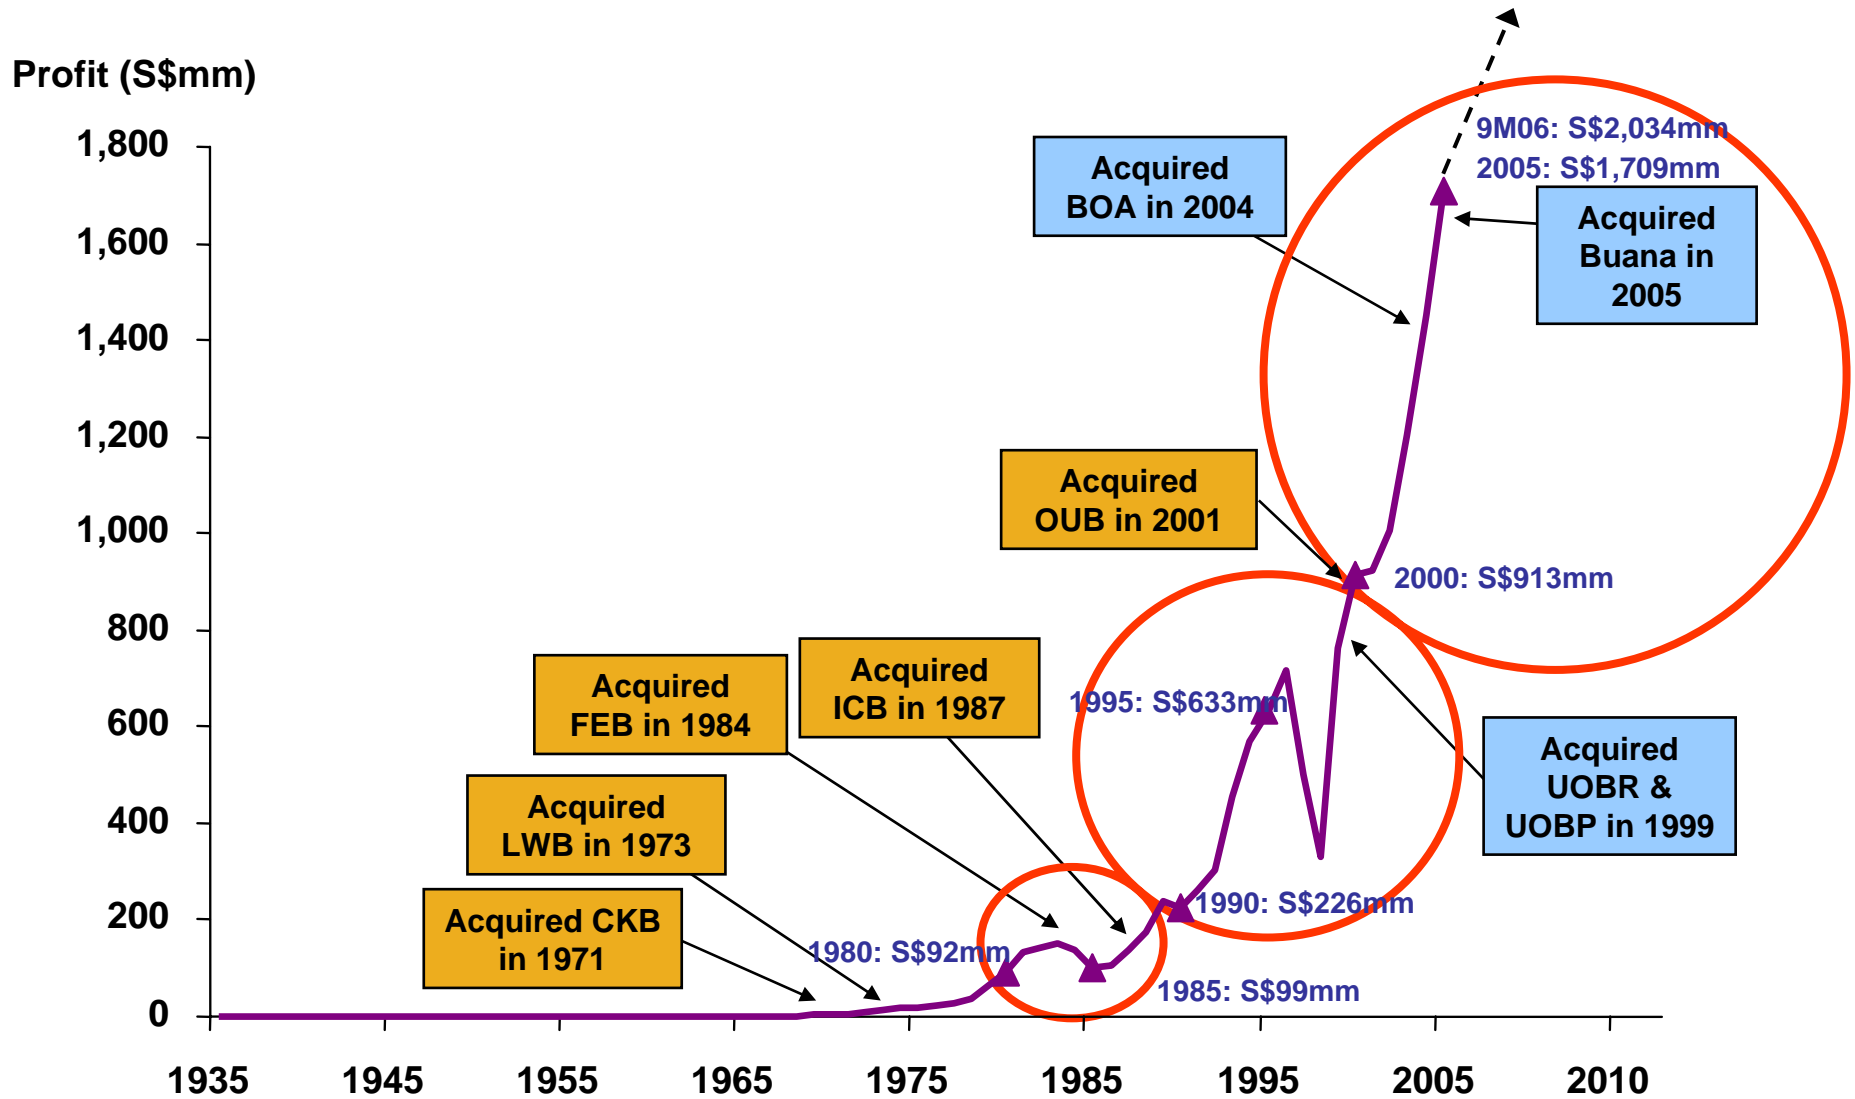 Profit (S$mm)
1,800
1,600
1,400
1,200
1,000
800
600
400
200
0
1935
1945
1955
1965
1975
1985
1995
2005
2010
Acquired CKB
in 1971
Acquired
LWB in 1973
Acquired
FEB in 1984
Acquired
ICB in 1987
Acquired
OUB in 2001
Acquired
BOA in 2004
Acquired
Buana in
2005
Acquired
UOBR &
UOBP in 1999
9M06: S$2,034mm
2005: S$1,709mm
2000: S$913mm
1995: S$633mm
1990: S$226mm
1980: S$92mm
1985: S$99mm